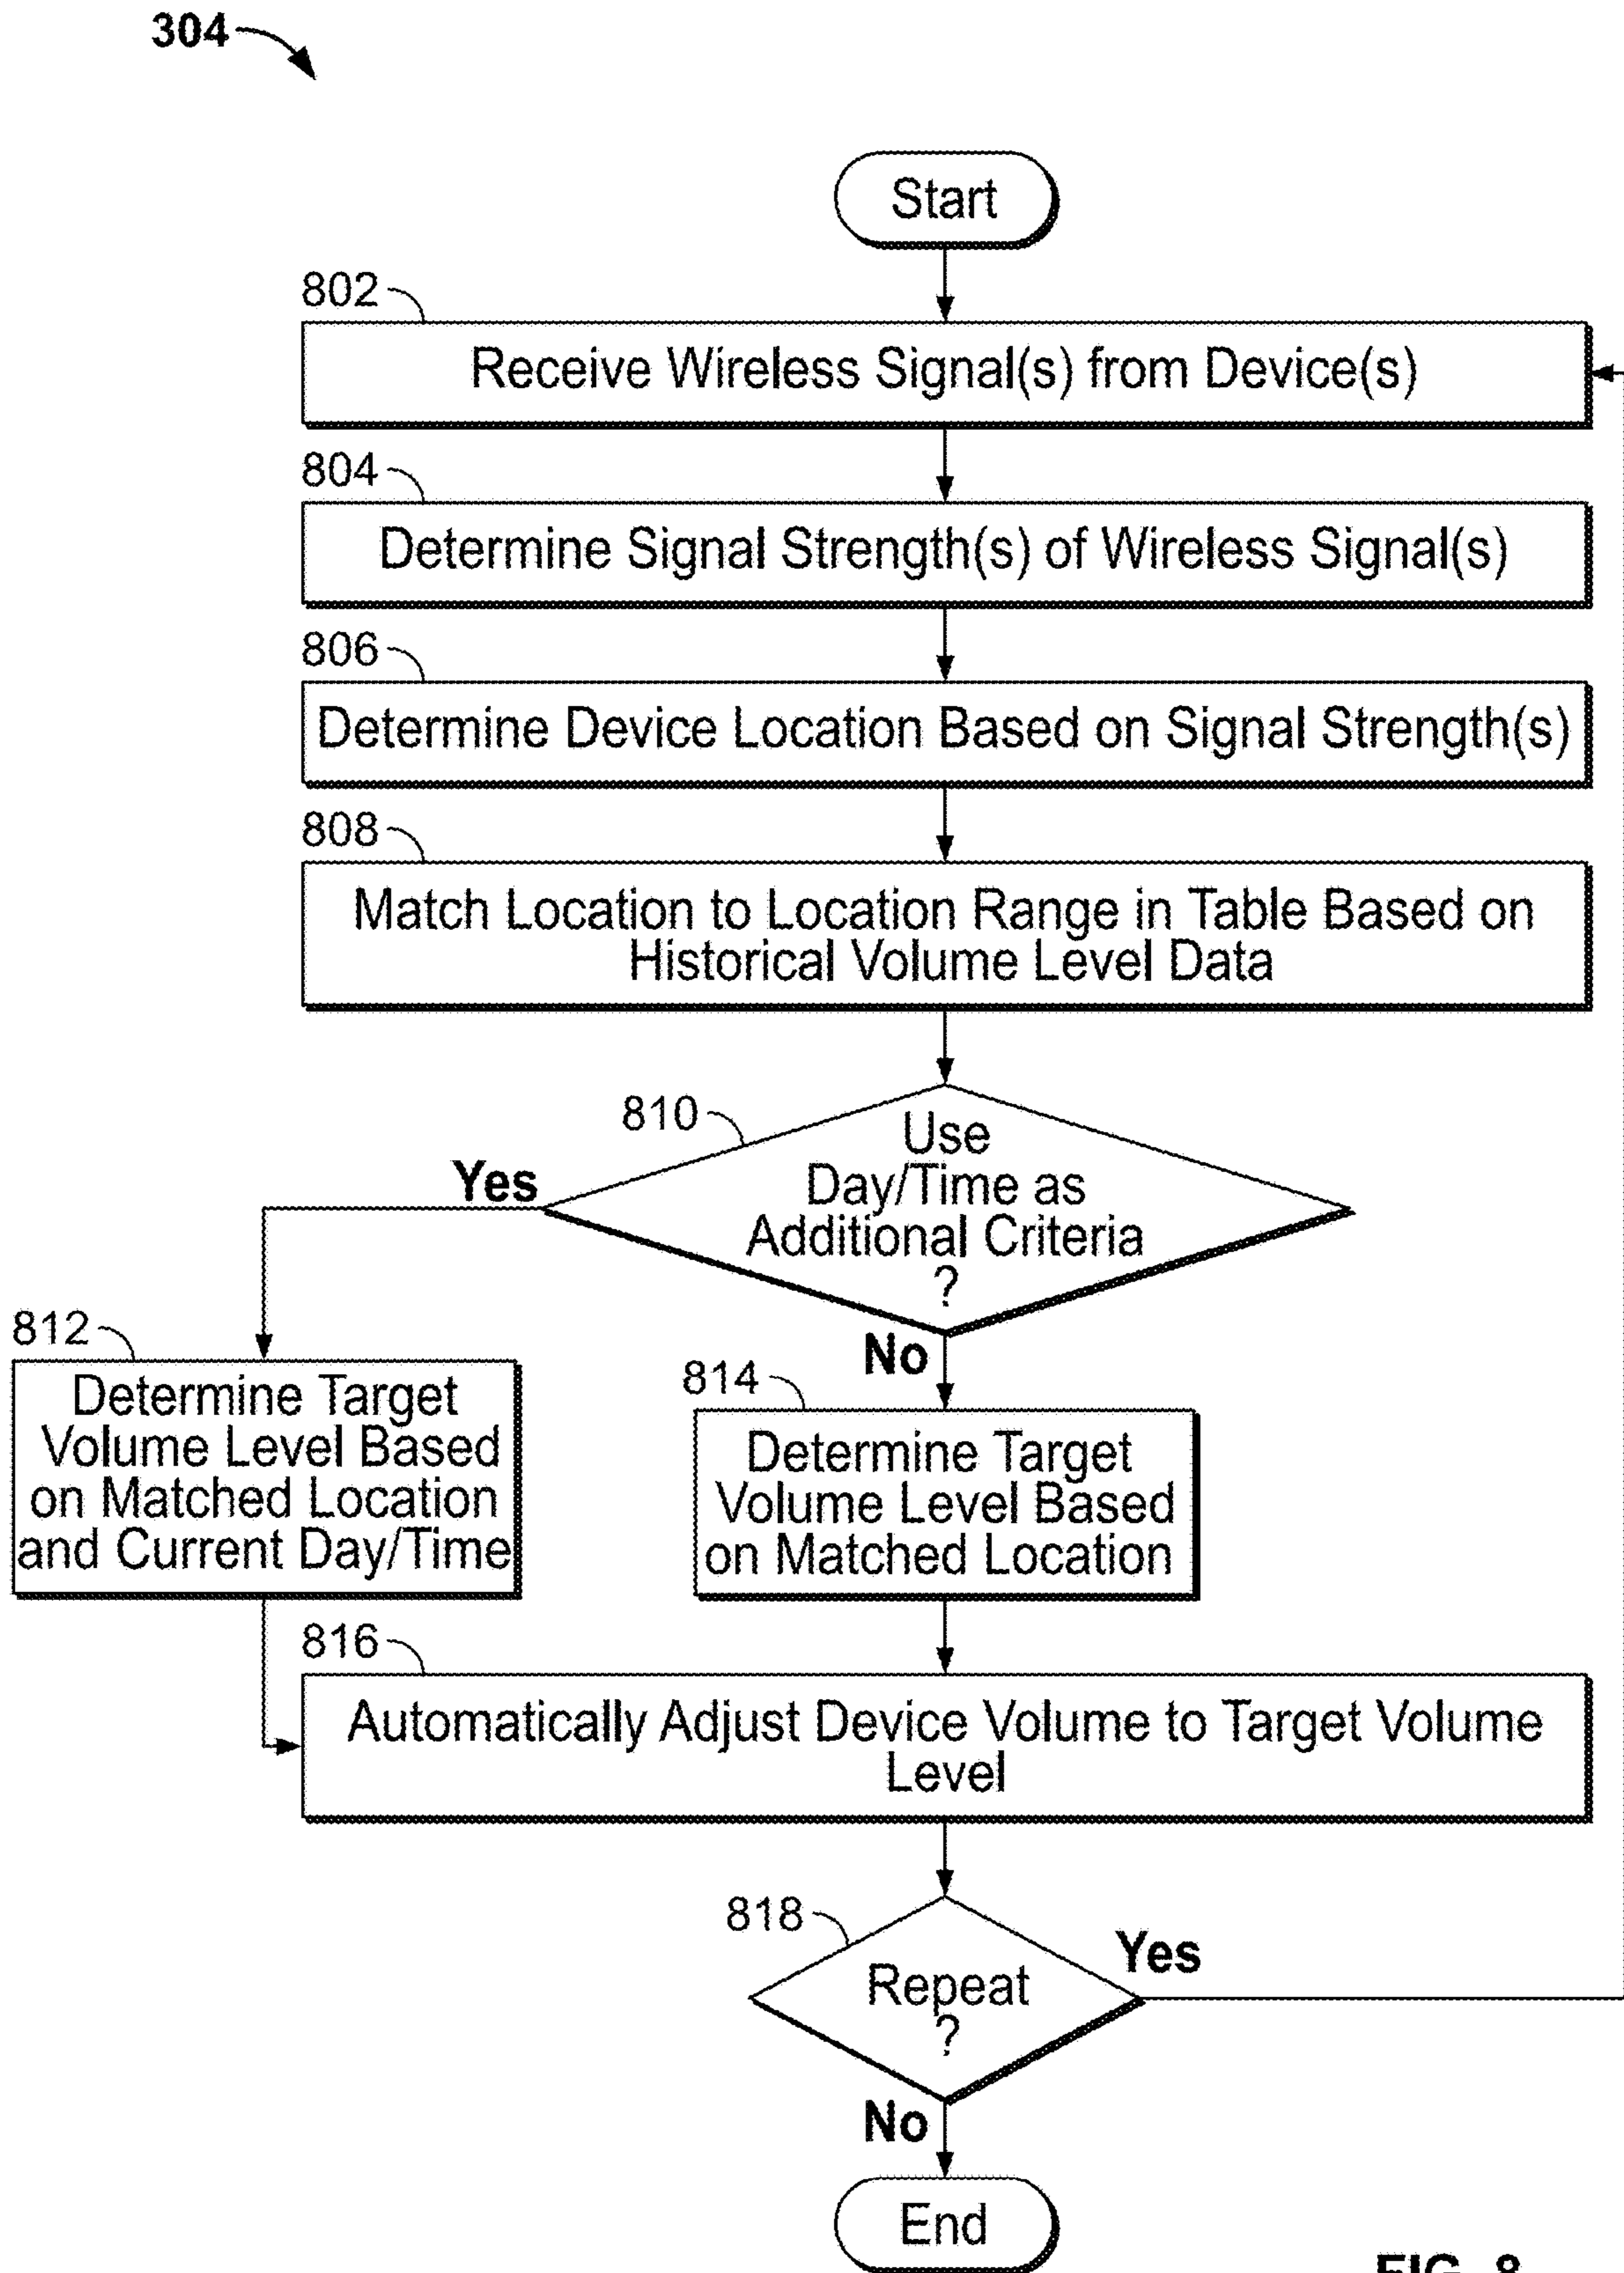 304
Start
802
Receive Wireless Signal(s) from Device(s)
804
Determine Signal Strength(s) of Wireless Signal(s)
806
Determine Device Location Based on Signal Strength(s)
808
Match Location to Location Range in Table Based on
Historical Volume Level Data
810
Use
Day/Time as
Additional Criteria
?
Yes
No
812
Determine Target
Volume Level Based
on Matched Location
and Current Day/Time
814
Determine Target
Volume Level Based
on Matched Location
816
Automatically Adjust Device Volume to Target Volume
Level
818
Repeat
?
Yes
No
End
FIG. 8